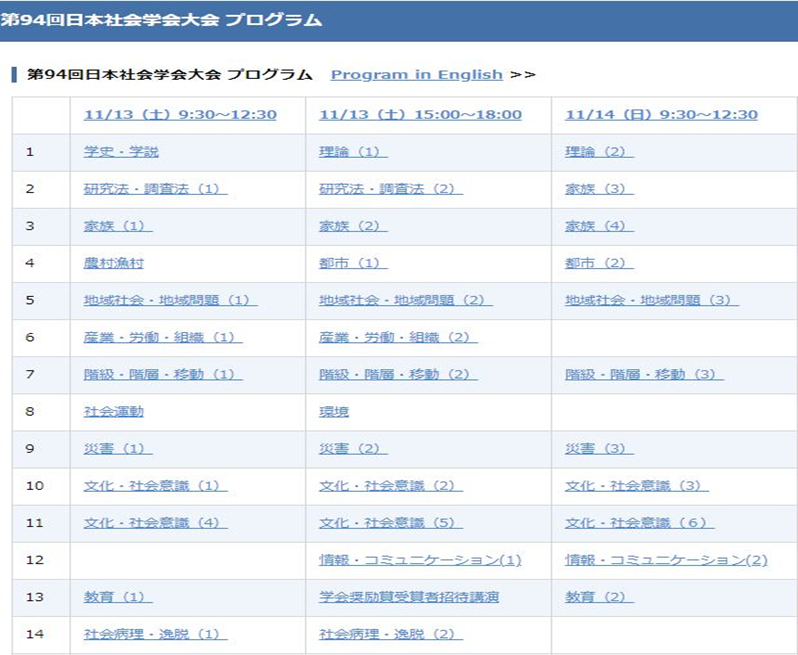 第94回日本社会学会大会 プログラム
第94回日本社会学会大会 プログラム Program in English >>
11/13（土）9:30～12:30 11/13（土）15:00～18:00 11/14（日）9:30～12:30
1 学史・学説 理論（1） 理論（2）
2 研究法・調査法（1） 研究法・調査法（2） 家族（3）
3 家族（1） 家族（2） 家族（4）
4 農村漁村 都市（1） 都市（2）
5 地域社会・地域問題（1） 地域社会・地域問題（2） 地域社会・地域問題（3）
6 産業・労働・組織（1） 産業・労働・組織（2）
7 階級・階層・移動（1） 階級・階層・移動（2） 階級・階層・移動（3）
8 社会運動 環境
9 災害（1） 災害（2） 災害（3）
10 文化・社会意識（1） 文化・社会意識（2） 文化・社会意識（3）
11 文化・社会意識（4） 文化・社会意識（5） 文化・社会意識（６）
12 情報・コミュニケーション(1) 情報・コミュニケーション(2)
13 教育（1） 学会奨励賞受賞者招待講演 教育（2）
14 社会病理・逸脱（1） 社会病理・逸脱（2）